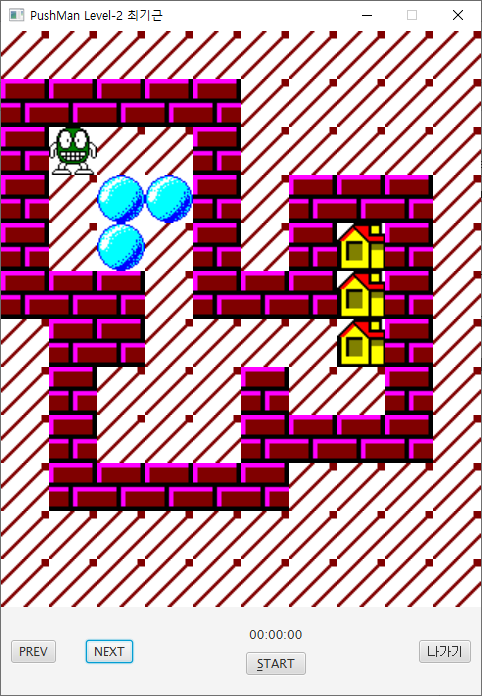 PushMan Level-2 최기근
00:00:00
PREV
NEXT
START
나가기